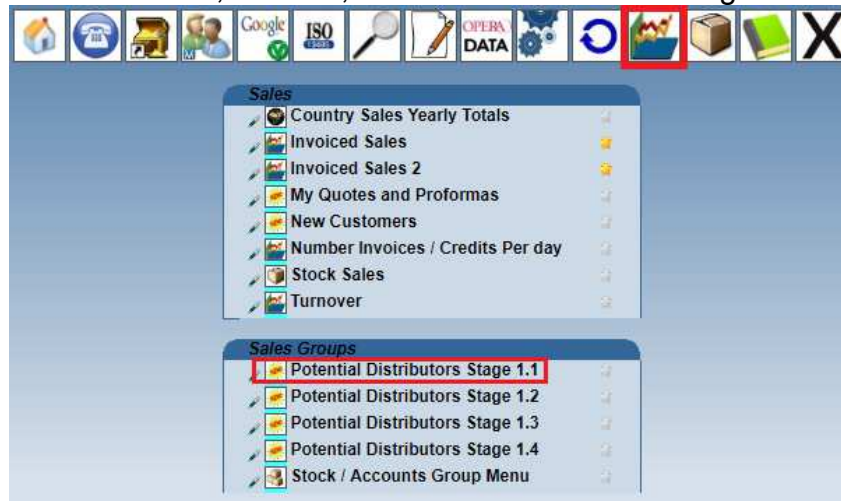 Google
ISO
OPERA
DATA
M
Sales
Country Sales Yearly Totals
Invoiced Sales
Invoiced Sales 2
My Quotes and Proformas
New Customers
Number Invoices / Credits Per day
Stock Sales
Turnover
Sales Groups
Potential Distributors Stage 1.1
Potential Distributors Stage 1.2
Potential Distributors Stage 1.3
Potential Distributors Stage 1.4
Stock / Accounts Group Menu